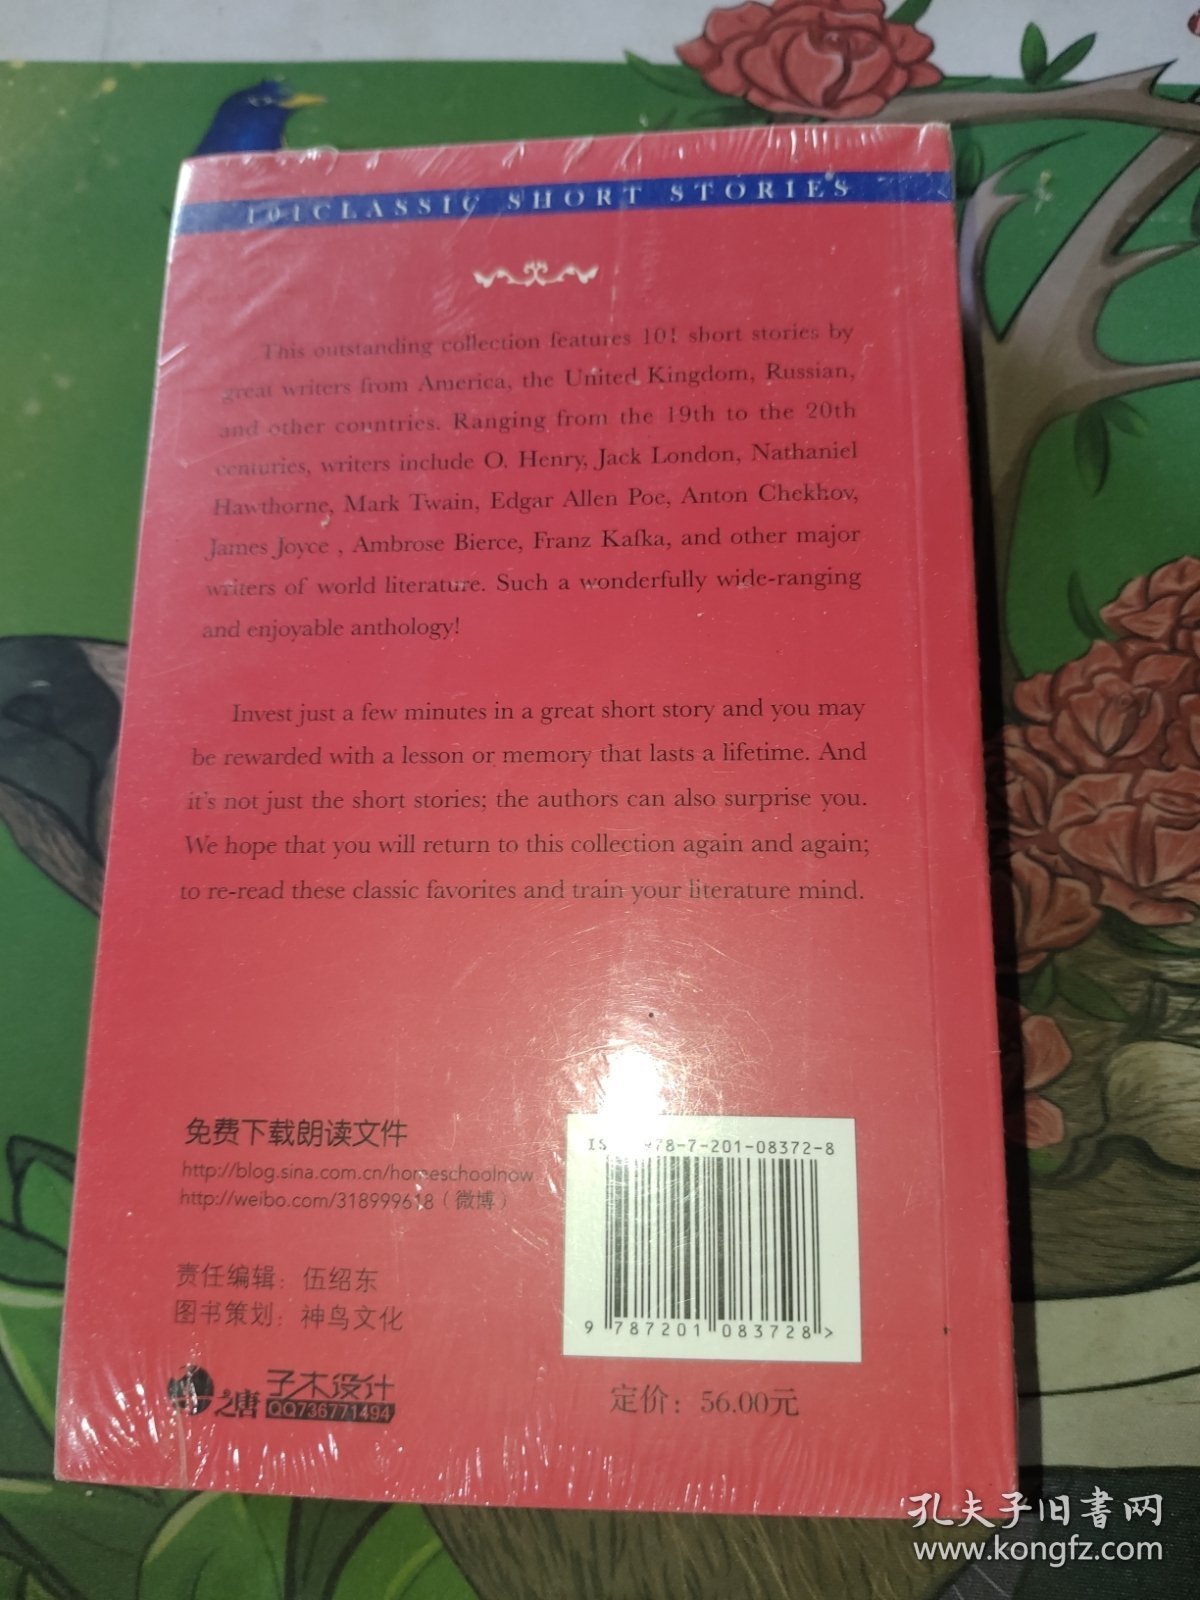 101CLASSIC SHORT STORIES
This outstanding collection features 101 short stories by
great writers from America, the United Kingdom, Russian,
and other countries. Ranging from the 19th to the 20th
centuries, writers include O. Henry, Jack London, Nathaniel
Hawthorne, Mark Twain, Edgar Allen Poe, Anton Chekhov,
James Joyce , Ambrose Bierce, Franz Kafka, and other major
writers of world literature. Such a wonderfully wide-ranging
and enjoyable anthology!
Invest just a few minutes in a great short story and you may
be rewarded with a lesson or memory that lasts a lifetime. And
it's not just the short stories; the authors can also surprise you.
We hope that you will return to this collection again and again;
to re-read these classic favorites and train your literature mind.
免费下载朗读文件
http://blog.sina.com.cn/homeschoolnow
http://weibo.com/318999618（微博）
责任编辑：伍绍东
图书策划：神鸟文化
之唐 子木设计
QQ736771494
IS 978-7-201-08372-8
9 787201 083728 >
定价：56.00元
孔夫子旧书网
www.kongfz.com